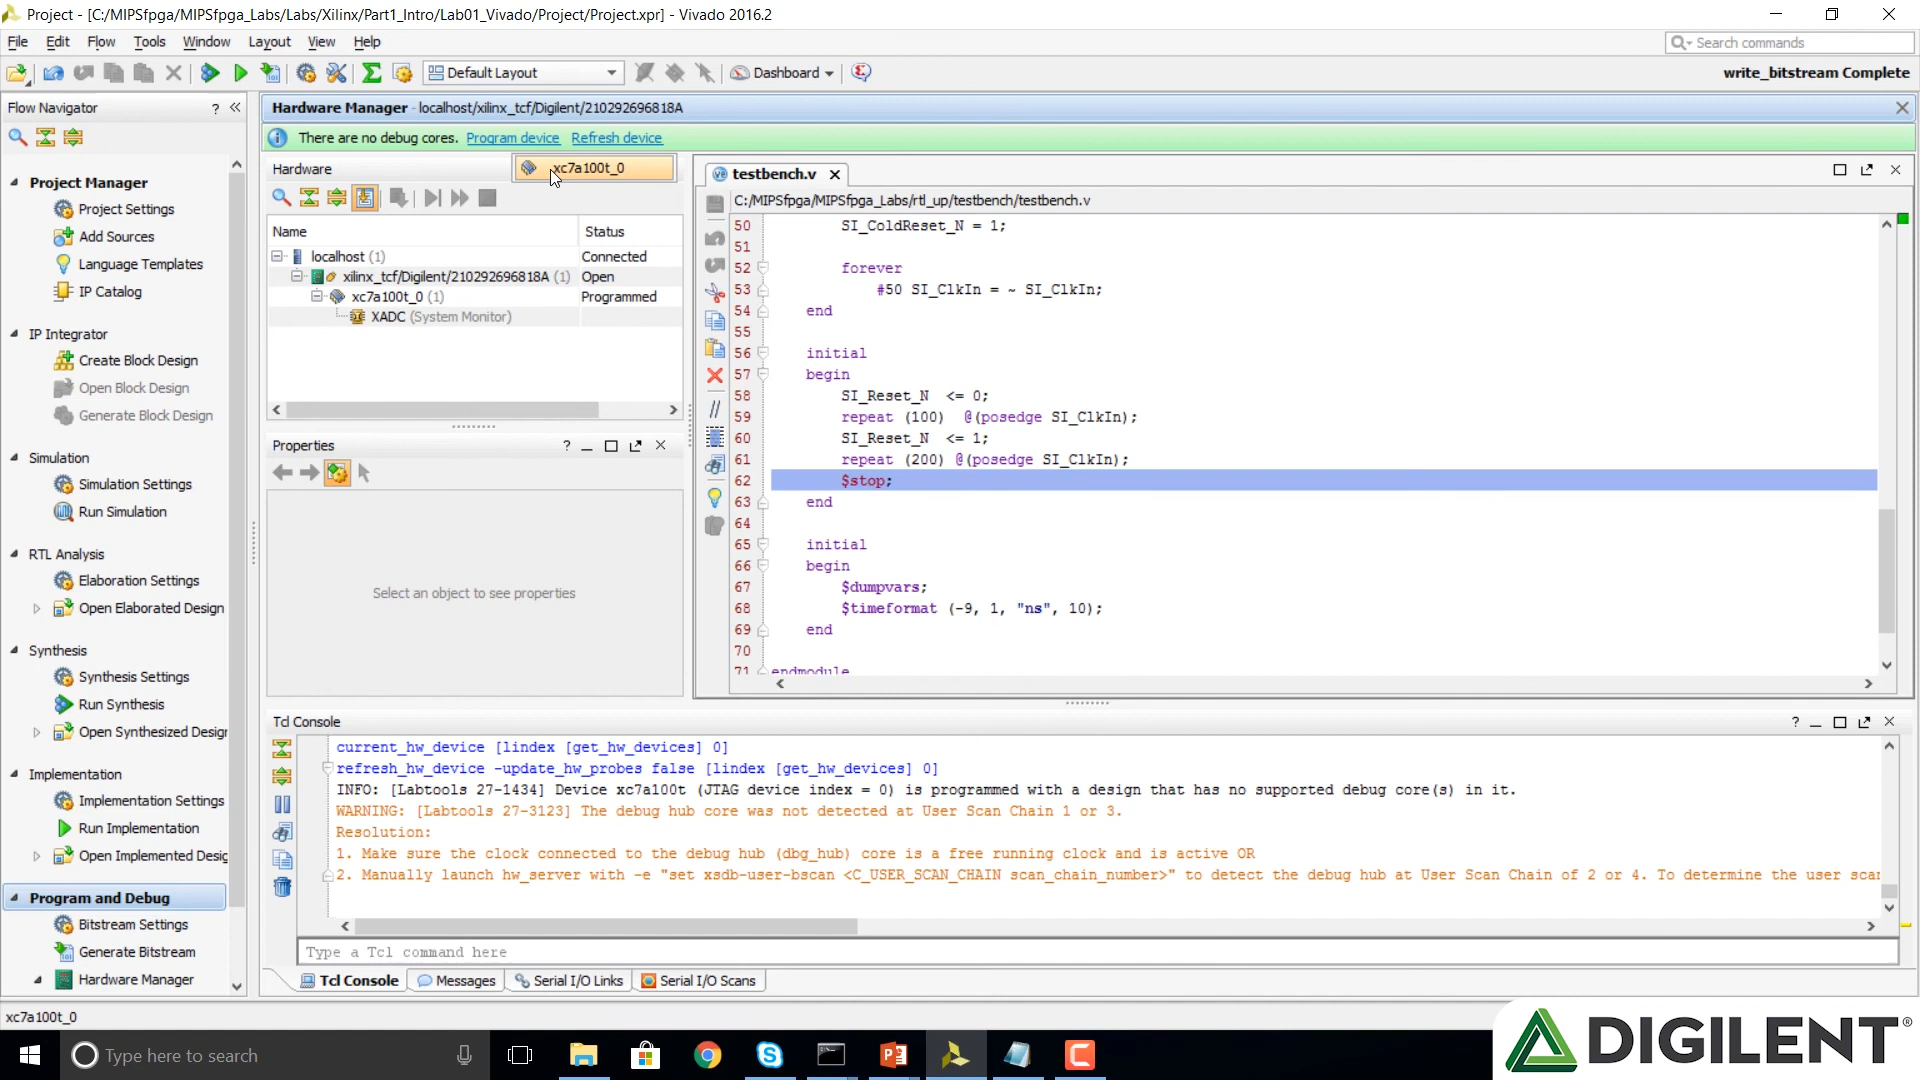 Project - [C:/MIPSfpga/MIPSfpga_Labs/Labs/Xilinx/Part1_Intro/Lab01_Vivado/Project/Project.xpr] - Vivado 2016.2
File Edit Flow Tools Window Layout View Help
Search commands
Default Layout
Dashboard
write_bitstream Complete
Flow Navigator ? «
Project Manager
Project Settings
Add Sources
Language Templates
IP Catalog
IP Integrator
Create Block Design
Open Block Design
Generate Block Design
Simulation
Simulation Settings
Run Simulation
RTL Analysis
Elaboration Settings
Open Elaborated Design
Synthesis
Synthesis Settings
Run Synthesis
Open Synthesized Desigr
Implementation
Implementation Settings
Run Implementation
Open Implemented Desig
Program and Debug
Bitstream Settings
Generate Bitstream
Hardware Manager
Hardware Manager - localhost/xilinx_tcf/Digilent/210292696818A
There are no debug cores. Program device Refresh device
Hardware
xc7a100t_0
Name Status
localhost (1) Connected
xilinx_tcf/Digilent/210292696818A (1) Open
xc7a100t_0 (1) Programmed
XADC (System Monitor)
Properties ?
Select an object to see properties
testbench.v
C:/MIPSfpga/MIPSfpga_Labs/rtl_up/testbench/testbench.v
50 SI_ColdReset_N = 1;
51
52 forever
53 #50 SI_ClkIn = ~ SI_ClkIn;
54 end
55
56 initial
57 begin
58 SI_Reset_N <= 0;
59 repeat (100) @(posedge SI_ClkIn);
60 SI_Reset_N <= 1;
61 repeat (200) @(posedge SI_ClkIn);
62 $stop;
63 end
64
65 initial
66 begin
67 $dumpvars;
68 $timeformat (-9, 1, "ns", 10);
69 end
70
71 endmodule
Tcl Console ?
current_hw_device [lindex [get_hw_devices] 0]
refresh_hw_device -update_hw_probes false [lindex [get_hw_devices] 0]
INFO: [Labtools 27-1434] Device xc7a100t (JTAG device index = 0) is programmed with a design that has no supported debug core(s) in it.
WARNING: [Labtools 27-3123] The debug hub core was not detected at User Scan Chain 1 or 3.
Resolution:
1. Make sure the clock connected to the debug hub (dbg_hub) core is a free running clock and is active OR
2. Manually launch hw_server with -e "set xsdb-user-bscan <C_USER_SCAN_CHAIN scan_chain_number>" to detect the debug hub at User Scan Chain of 2 or 4. To determine the user scar
Type a Tcl command here
Tcl Console Messages Serial I/O Links Serial I/O Scans
xc7a100t_0
Type here to search
DIGILENT®